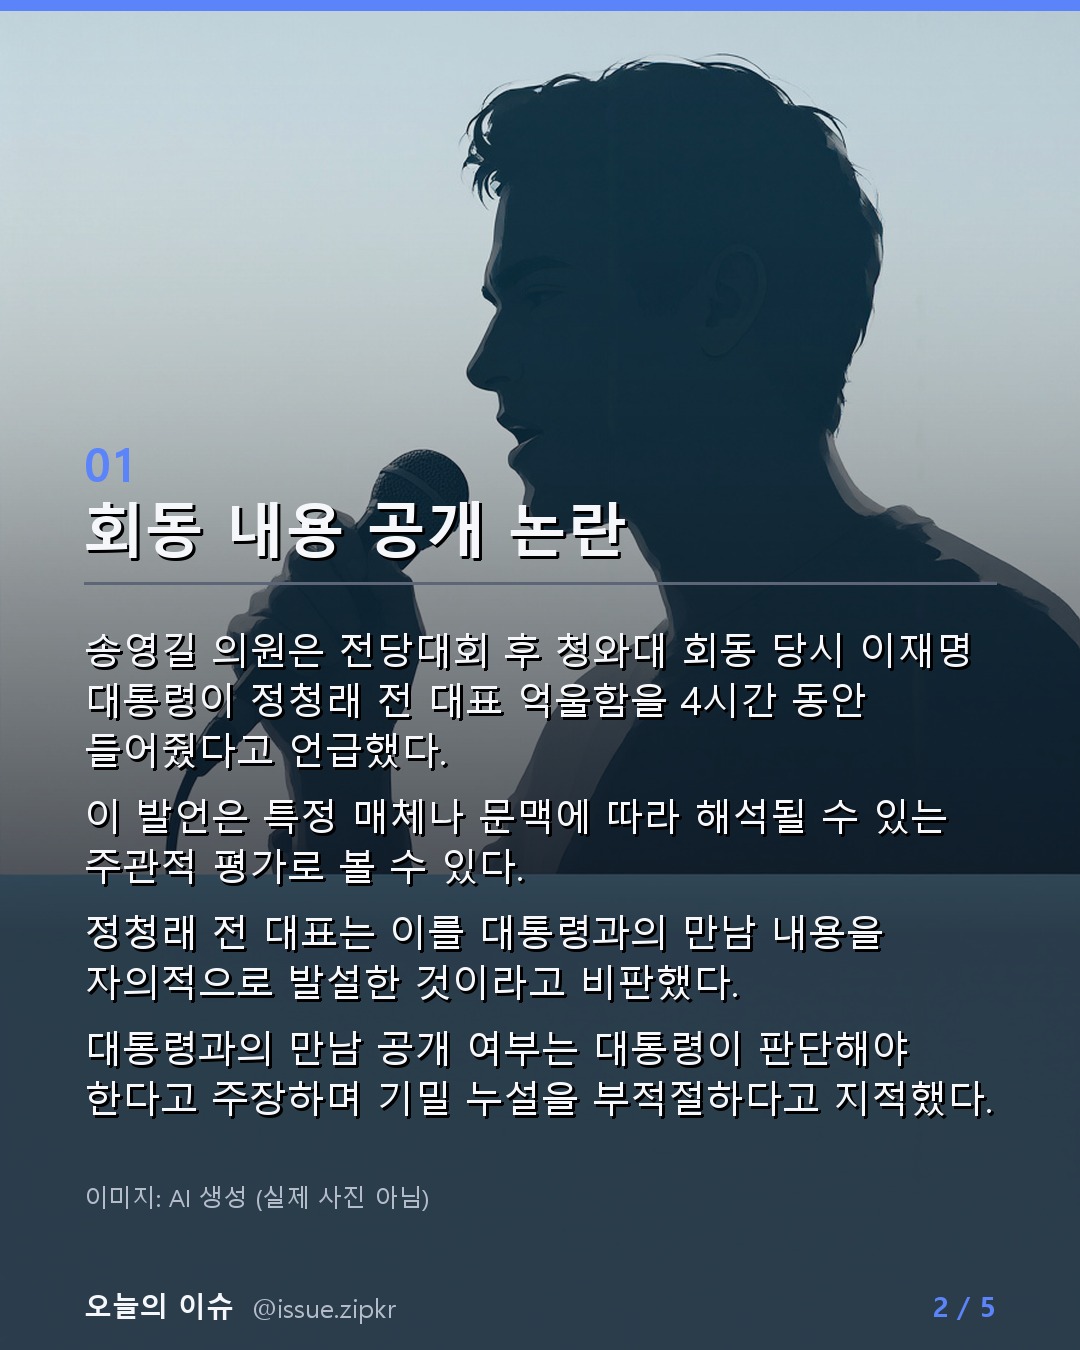 01
회동 내용 공개 논란
송영길 의원은 전당대회 후 청와대 회동 당시 이재명
대통령이 정청래 전 대표 억울함을 4시간 동안
들어줬다고 언급했다.
이 발언은 특정 매체나 문맥에 따라 해석될 수 있는
주관적 평가로 볼 수 있다.
정청래 전 대표는 이를 대통령과의 만남 내용을
자의적으로 발설한 것이라고 비판했다.
대통령과의 만남 공개 여부는 대통령이 판단해야
한다고 주장하며 기밀 누설을 부적절하다고 지적했다.
이미지: AI 생성 (실제 사진 아님)
오늘의 이슈 @issue.zipkr
2 / 5